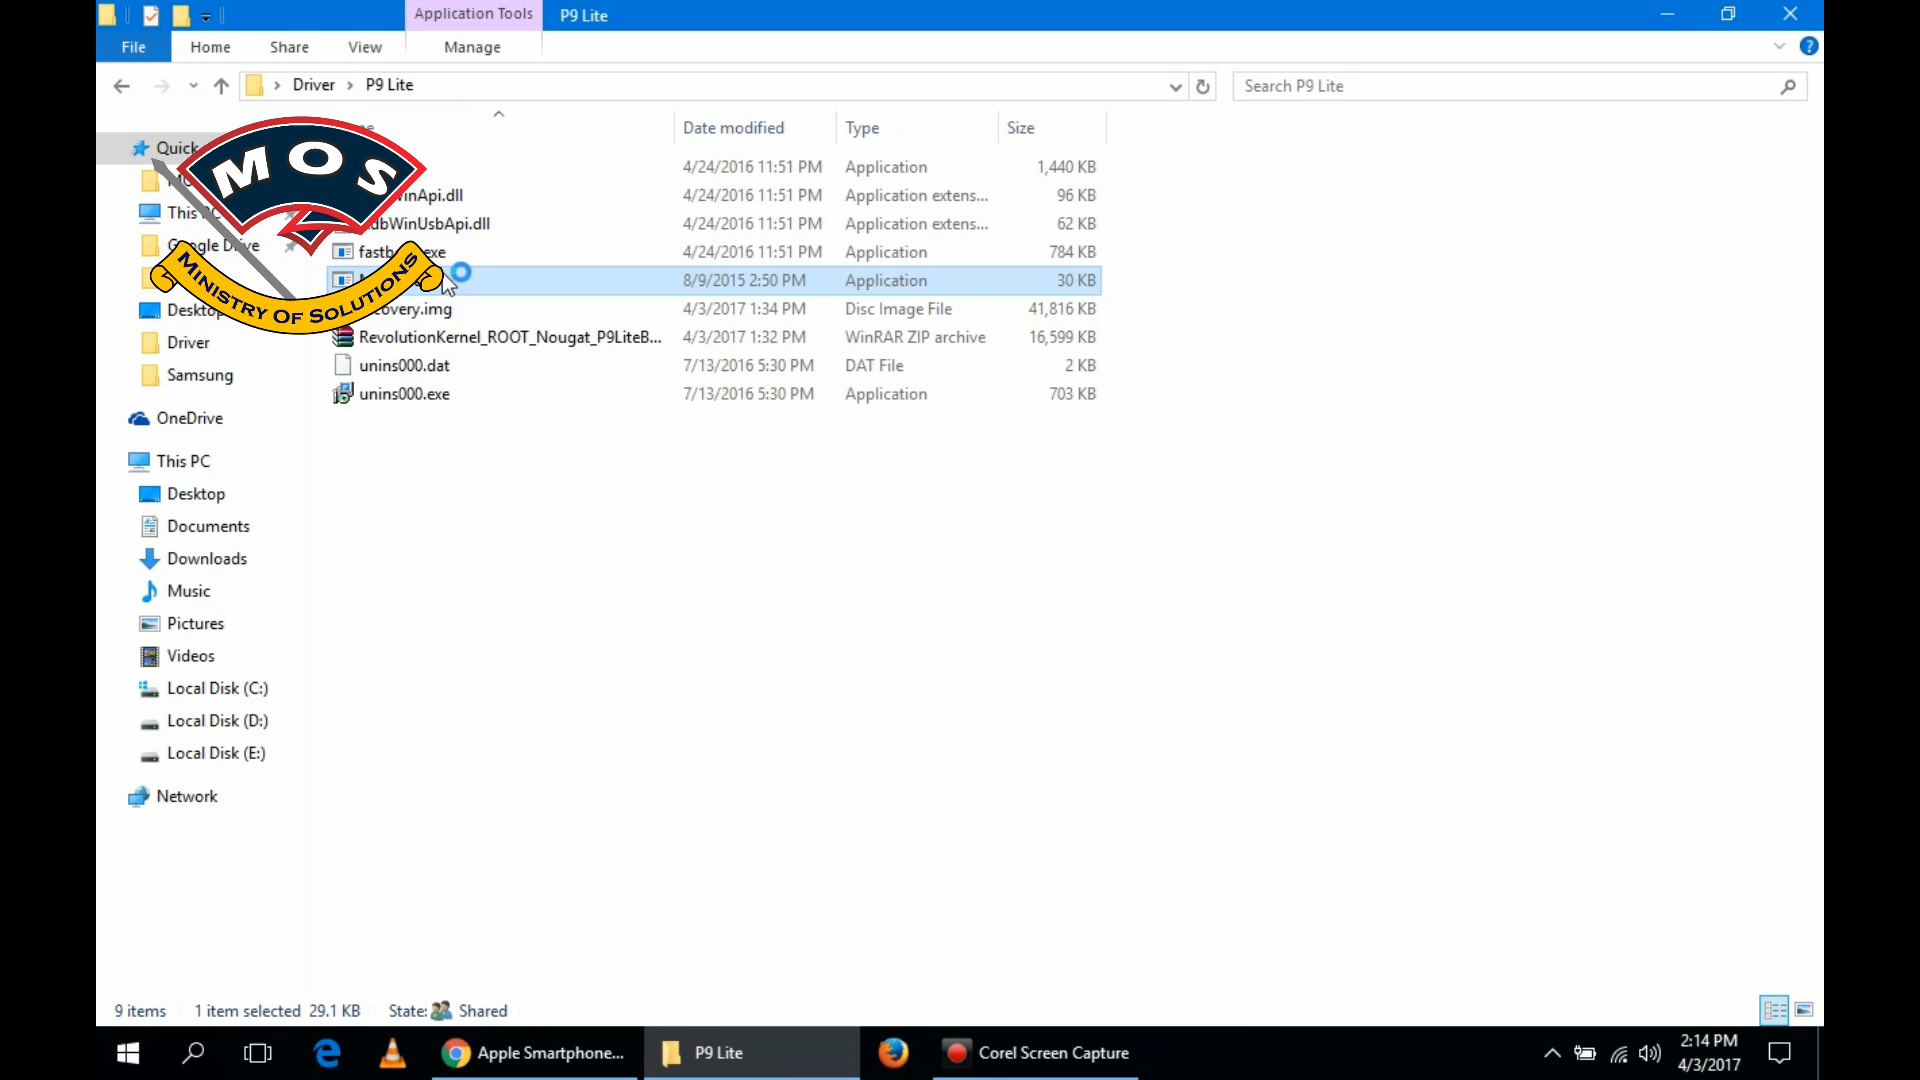 Application Tools
P9 Lite
File
Home
Share
View
Manage
Driver
P9 Lite
Search P9 Lite
Date modified
Type
Size
Quick
MOS
MINISTRY OF SOLUTIONS
4/24/2016 11:51 PM Application 1,440 KB
4/24/2016 11:51 PM Application extens... 96 KB
4/24/2016 11:51 PM Application extens... 62 KB
4/24/2016 11:51 PM Application 784 KB
8/9/2015 2:50 PM Application 30 KB
4/3/2017 1:34 PM Disc Image File 41,816 KB
RevolutionKernel_ROOT_Nougat_P9LiteB... 4/3/2017 1:32 PM WinRAR ZIP archive 16,599 KB
unins000.dat 7/13/2016 5:30 PM DAT File 2 KB
unins000.exe 7/13/2016 5:30 PM Application 703 KB
This PC
Google Drive
Desktop
Driver
Samsung
OneDrive
This PC
Desktop
Documents
Downloads
Music
Pictures
Videos
Local Disk (C:)
Local Disk (D:)
Local Disk (E:)
Network
9 items
1 item selected 29.1 KB
State: Shared
Apple Smartphone...
P9 Lite
Corel Screen Capture
2:14 PM
4/3/2017